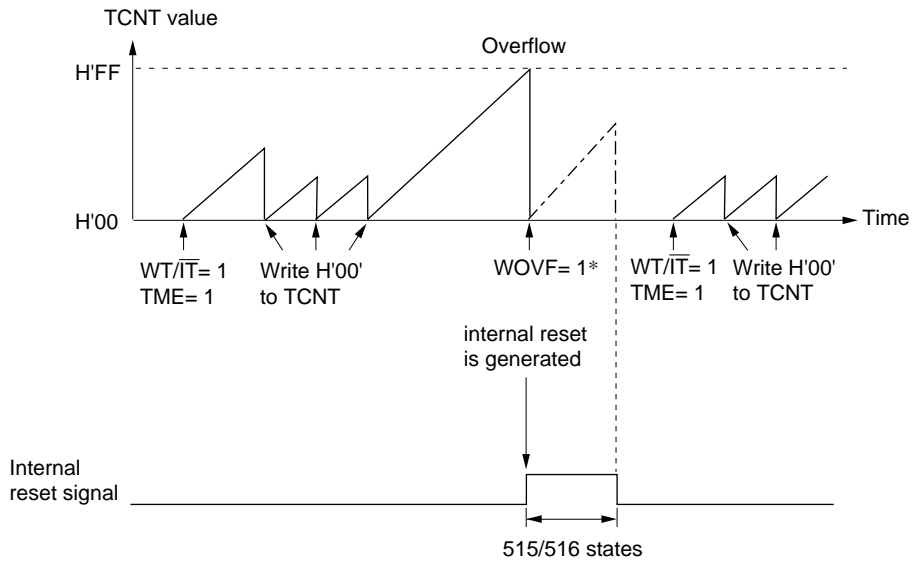 TCNT value
Overflow
H'FF
H'00
Time
WT/IT= 1
TME= 1
Write H'00'
to TCNT
WOVF= 1*
WT/IT= 1
TME= 1
Write H'00'
to TCNT
internal reset
is generated
Internal
reset signal
515/516 states